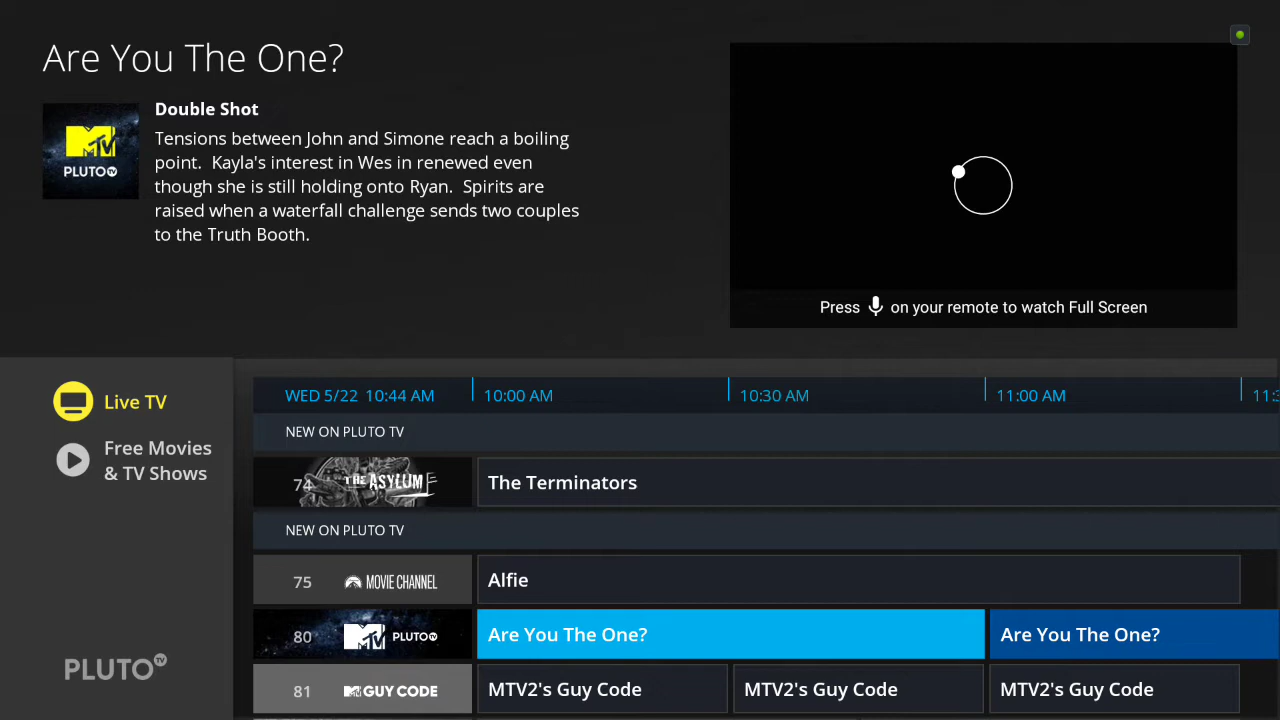 Are You The One?
Double Shot
Tensions between John and Simone reach a boiling
point.  Kayla's interest in Wes in renewed even
though she is still holding onto Ryan.  Spirits are
raised when a waterfall challenge sends two couples
to the Truth Booth.
MTV
PLUTO TV
Press on your remote to watch Full Screen
Live TV
Free Movies
& TV Shows
WED 5/22 10:44 AM 10:00 AM 10:30 AM 11:00 AM
NEW ON PLUTO TV
74 THE ASYLUM The Terminators
NEW ON PLUTO TV
75 MOVIE CHANNEL Alfie
80 MTV PLUTO TV Are You The One? Are You The One?
81 MTV2 GUY CODE MTV2's Guy Code MTV2's Guy Code MTV2's Guy Code
PLUTO TV